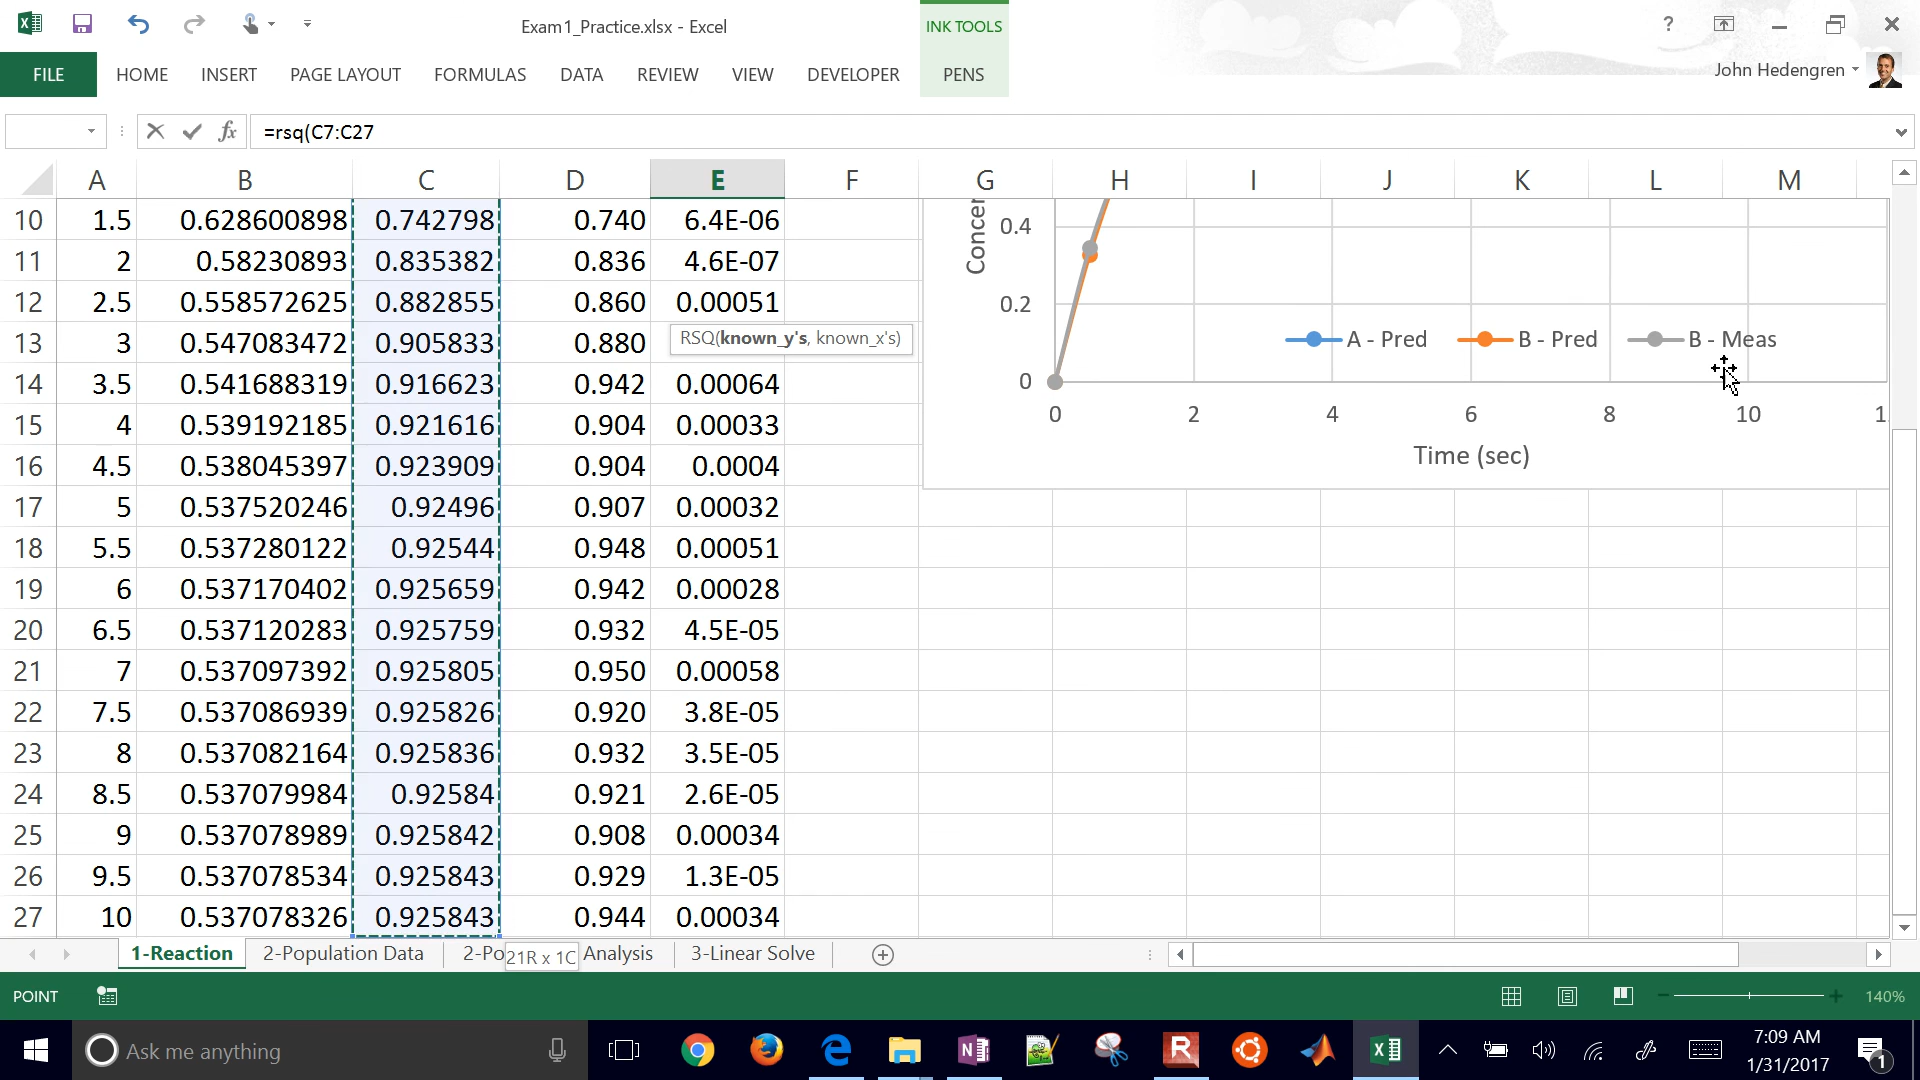 Exam1_Practice.xlsx - Excel
INK TOOLS
?
FILE HOME INSERT PAGE LAYOUT FORMULAS DATA REVIEW VIEW DEVELOPER PENS
John Hedengren
fx =rsq(C7:C27
A B C D E F G H I J K L M
10 1.5 0.628600898 0.742798 0.740 6.4E-06
11 2 0.58230893 0.835382 0.836 4.6E-07
12 2.5 0.558572625 0.882855 0.860 0.00051
13 3 0.547083472 0.905833 0.880
RSQ(known_y's, known_x's)
14 3.5 0.541688319 0.916623 0.942 0.00064
15 4 0.539192185 0.921616 0.904 0.00033
16 4.5 0.538045397 0.923909 0.904 0.0004
17 5 0.537520246 0.92496 0.907 0.00032
18 5.5 0.537280122 0.92544 0.948 0.00051
19 6 0.537170402 0.925659 0.942 0.00028
20 6.5 0.537120283 0.925759 0.932 4.5E-05
21 7 0.537097392 0.925805 0.950 0.00058
22 7.5 0.537086939 0.925826 0.920 3.8E-05
23 8 0.537082164 0.925836 0.932 3.5E-05
24 8.5 0.537079984 0.92584 0.921 2.6E-05
25 9 0.537078989 0.925842 0.908 0.00034
26 9.5 0.537078534 0.925843 0.929 1.3E-05
27 10 0.537078326 0.925843 0.944 0.00034
Concer
0.4
0.2
0
A - Pred B - Pred B - Meas
0 2 4 6 8 10 1
Time (sec)
1-Reaction 2-Population Data 2-Po Analysis 3-Linear Solve
21R x 1C
POINT
140%
Ask me anything
7:09 AM
1/31/2017
1